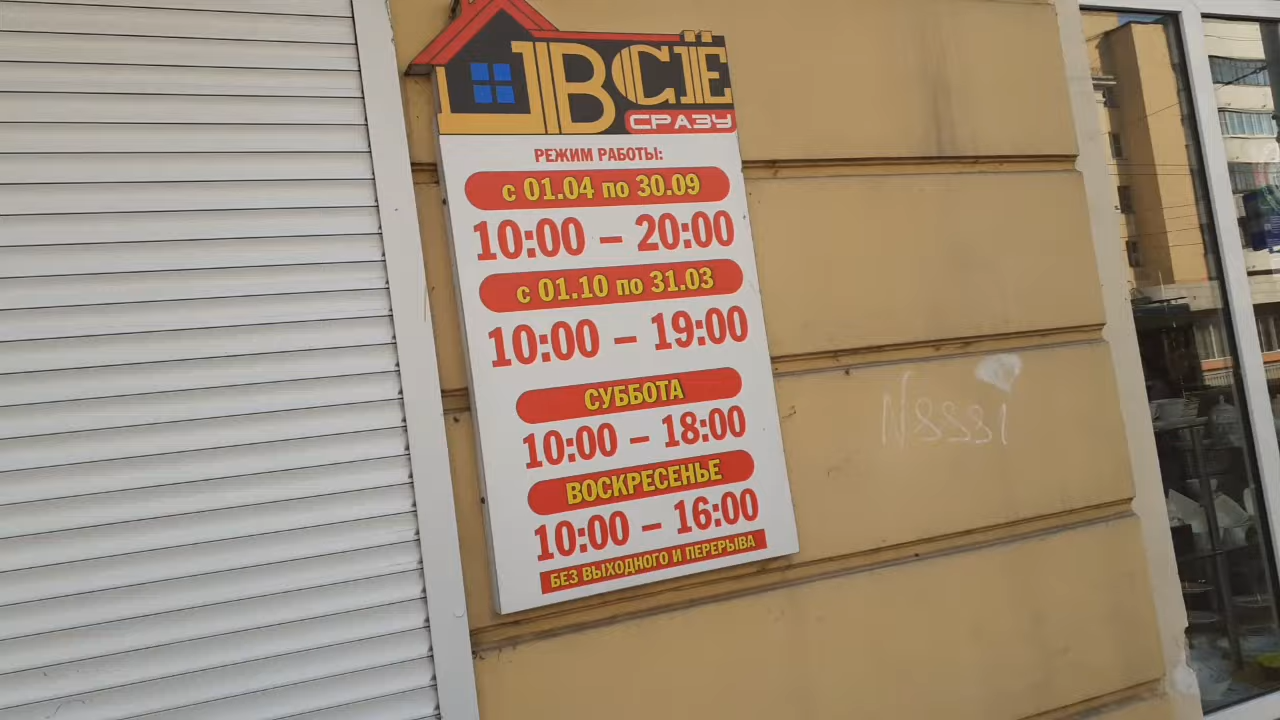 ВСЁ
СРАЗУ
РЕЖИМ РАБОТЫ:
с 01.04 по 30.09
10:00 – 20:00
с 01.10 по 31.03
10:00 – 19:00
СУББОТА
10:00 – 18:00
ВОСКРЕСЕНЬЕ
10:00 – 16:00
БЕЗ ВЫХОДНОГО И ПЕРЕРЫВА